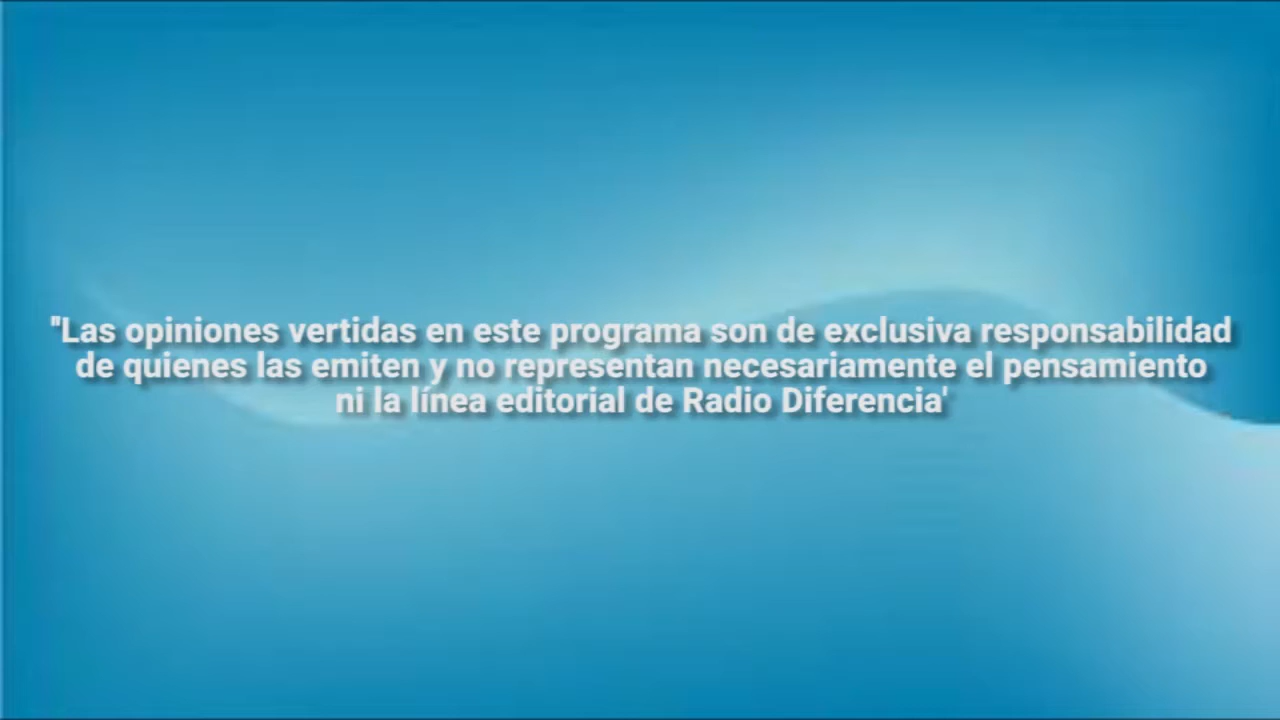 "Las opiniones vertidas en este programa son de exclusiva responsabilidad
de quienes las emiten y no representan necesariamente el pensamiento
ni la línea editorial de Radio Diferencia'